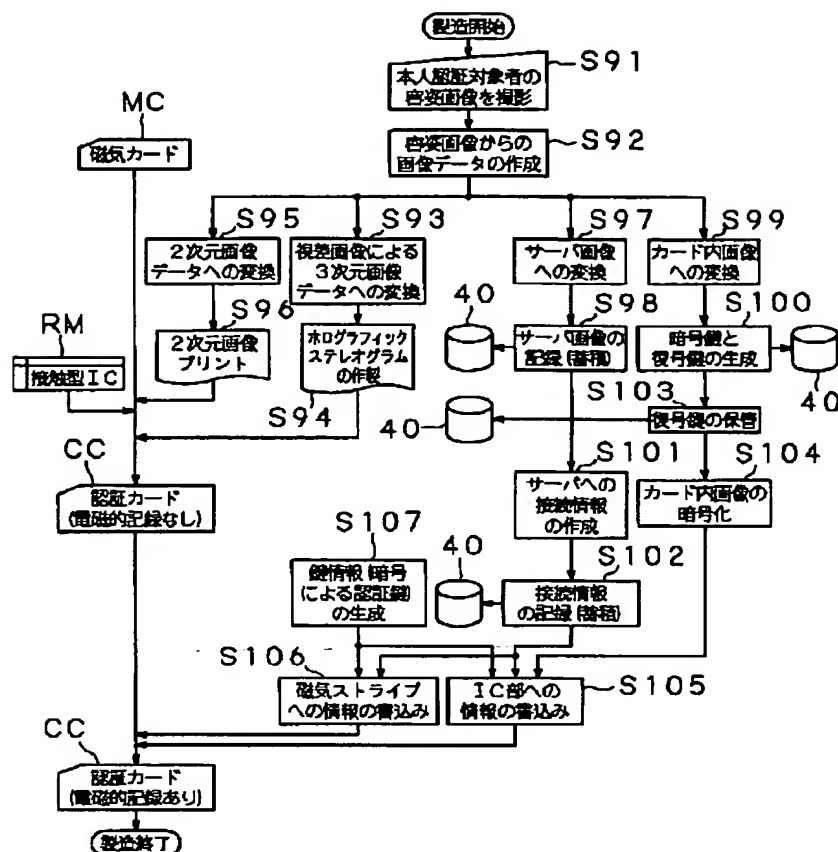 製造開始
S91
本人認証対象者の
容姿画像を撮影
MC
磁気カード
S92
容姿画像からの
画像データの作成
S95
2次元画像
データへの変換
S93
視差画像による
3次元画像
データへの変換
S97
サーバ画像
への変換
S99
カード内画像
への変換
S96
2次元画像
プリント
ホログラフィック
ステレオグラム
の作製
S94
40
S98
サーバ画像の
記録(蓄積)
S100
暗号鍵と
復号鍵の生成
40
RM
接触型IC
S103
復号鍵の保管
40
CC
認証カード
(電磁的記録なし)
S101
サーバへの
接続情報
の作成
S104
カード内画像の
暗号化
S107
鍵情報(暗号
による認証鍵)
の生成
40
S102
接続情報
の記録(蓄積)
S106
磁気ストライプ
への情報の書込み
IC部への
情報の書込み
S105
CC
認証カード
(電磁的記録あり)
製造終了